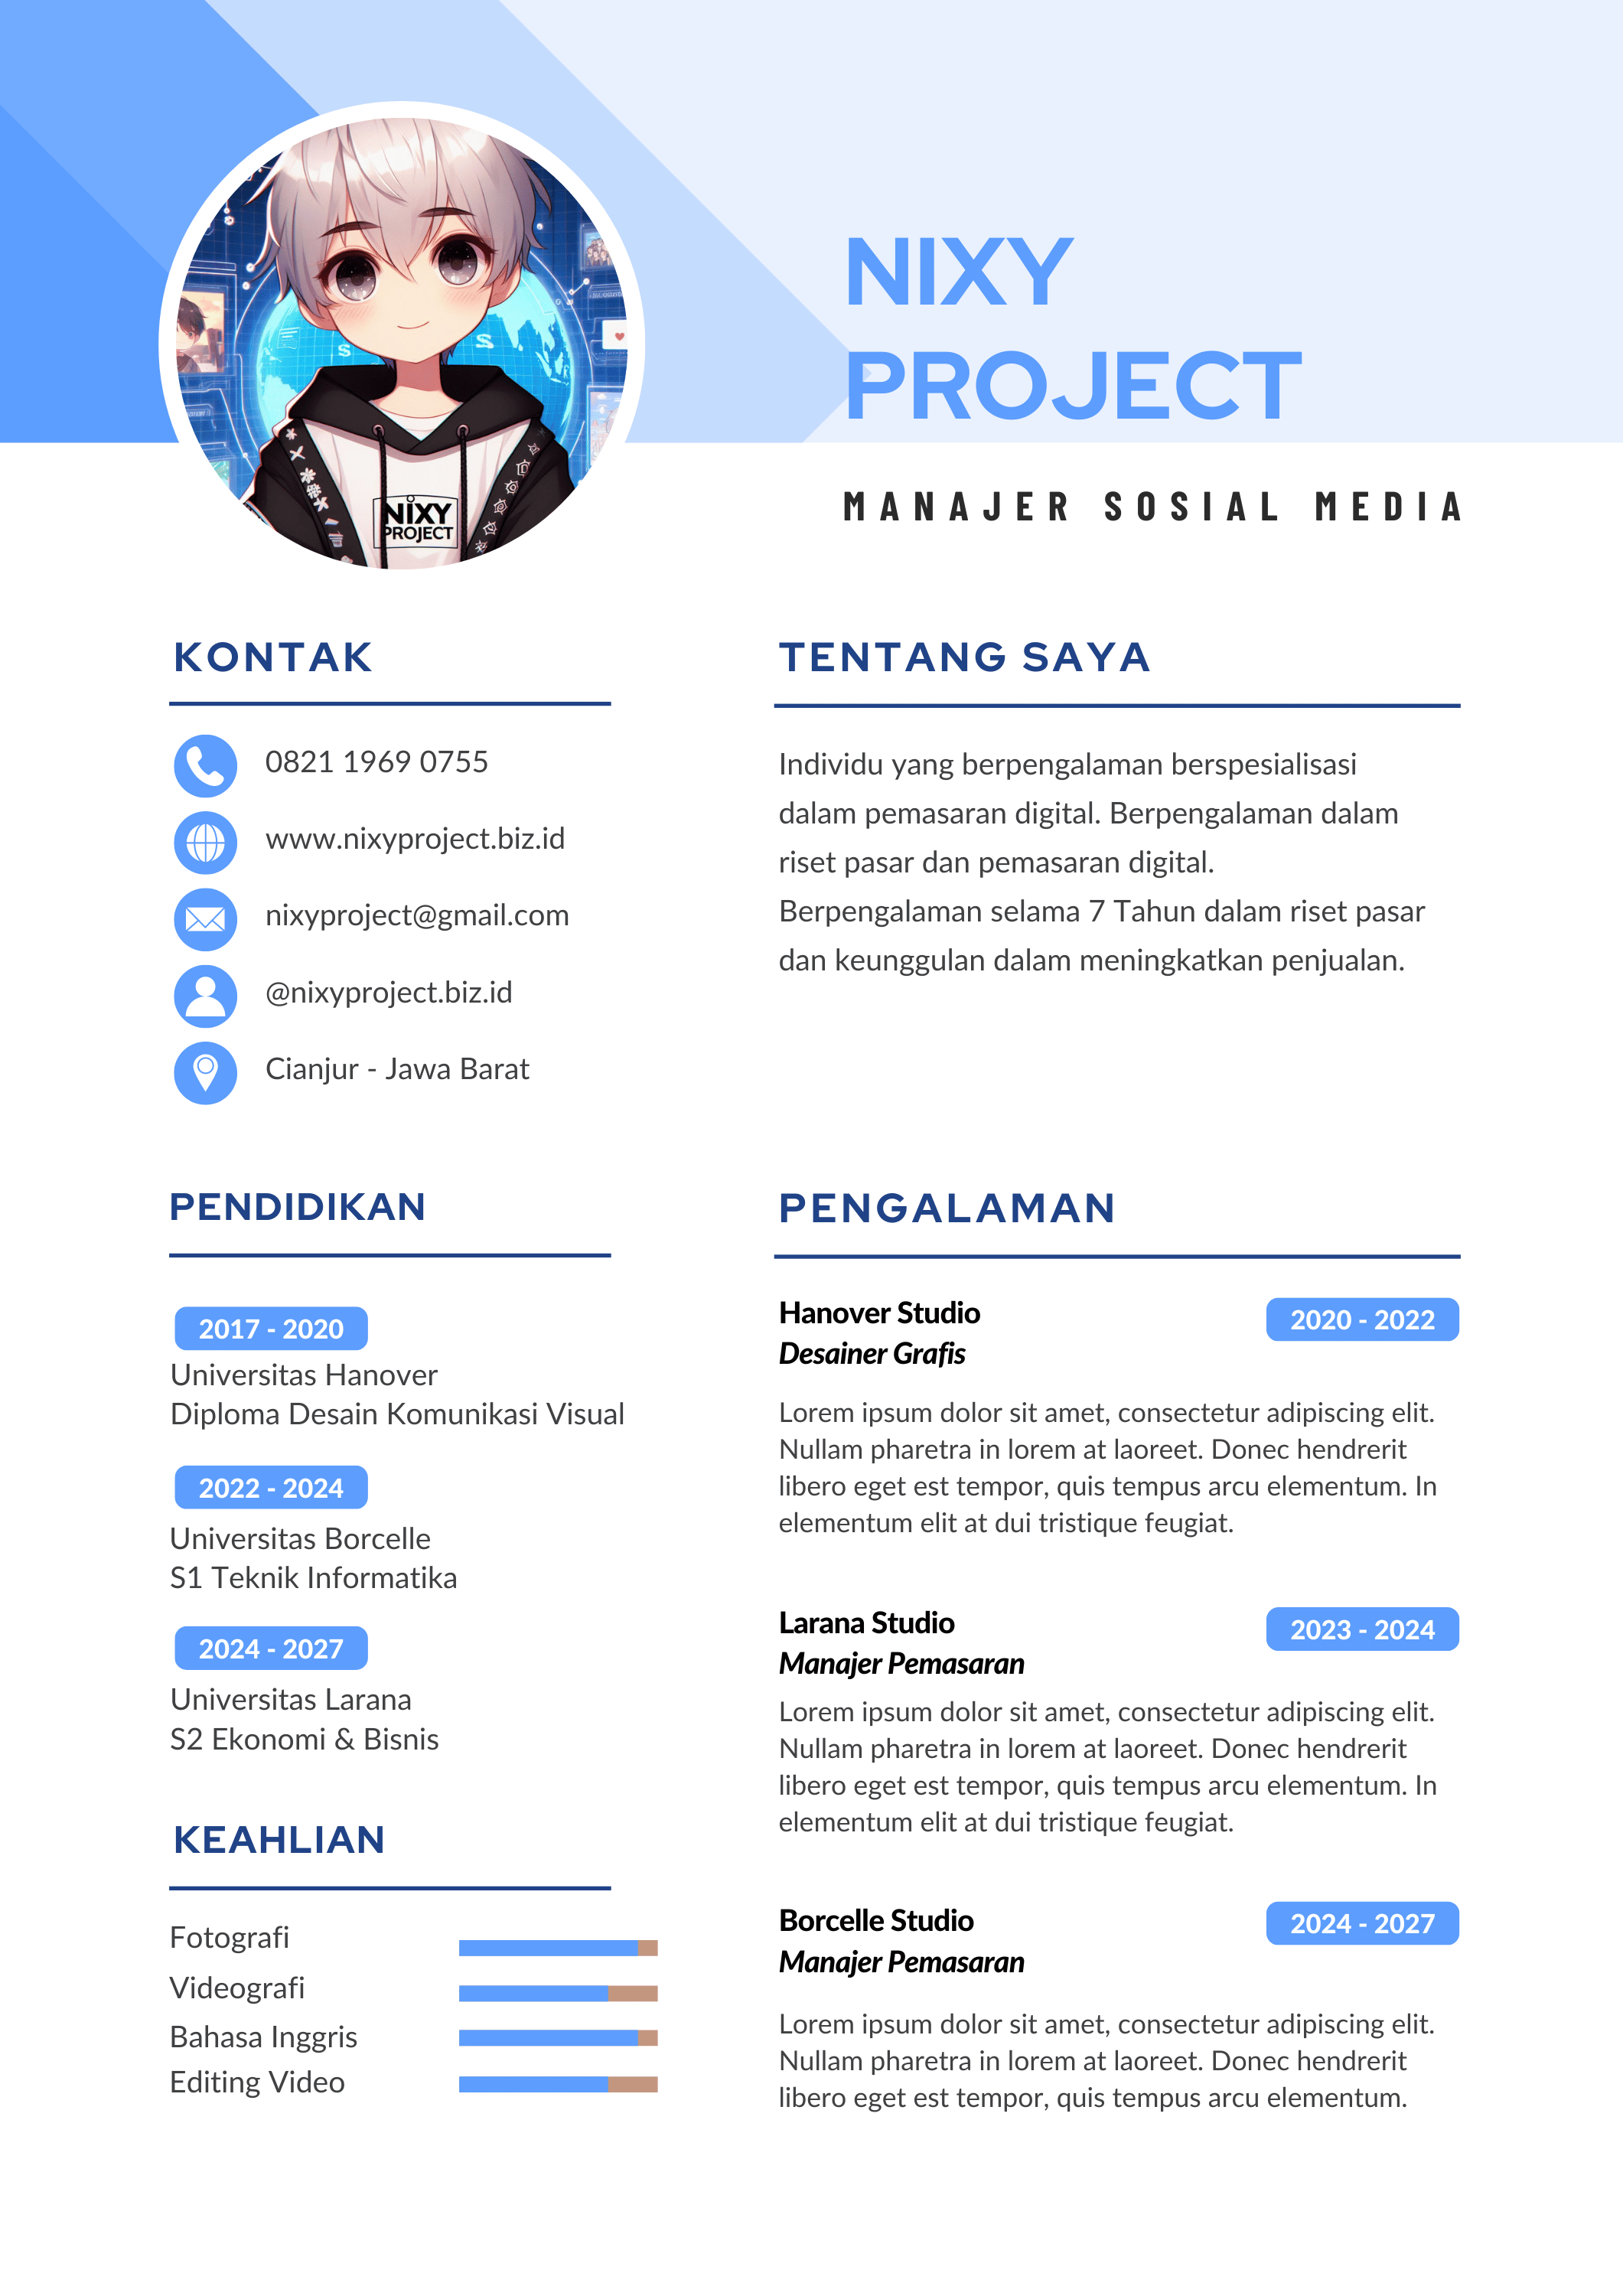 NIXY
PROJECT
MANAJER SOSIAL MEDIA
NIXY
PROJECT
KONTAK
0821 1969 0755
www.nixyproject.biz.id
nixyproject@gmail.com
@nixyproject.biz.id
Cianjur - Jawa Barat
TENTANG SAYA
Individu yang berpengalaman berspesialisasi
dalam pemasaran digital. Berpengalaman dalam
riset pasar dan pemasaran digital.
Berpengalaman selama 7 Tahun dalam riset pasar
dan keunggulan dalam meningkatkan penjualan.
PENDIDIKAN
2017 - 2020
Universitas Hanover
Diploma Desain Komunikasi Visual
2022 - 2024
Universitas Borcelle
S1 Teknik Informatika
2024 - 2027
Universitas Larana
S2 Ekonomi & Bisnis
KEAHLIAN
Fotografi
Videografi
Bahasa Inggris
Editing Video
PENGALAMAN
Hanover Studio
2020 - 2022
Desainer Grafis
Lorem ipsum dolor sit amet, consectetur adipiscing elit.
Nullam pharetra in lorem at laoreet. Donec hendrerit
libero eget est tempor, quis tempus arcu elementum. In
elementum elit at dui tristique feugiat.
Larana Studio
2023 - 2024
Manajer Pemasaran
Lorem ipsum dolor sit amet, consectetur adipiscing elit.
Nullam pharetra in lorem at laoreet. Donec hendrerit
libero eget est tempor, quis tempus arcu elementum. In
elementum elit at dui tristique feugiat.
Borcelle Studio
2024 - 2027
Manajer Pemasaran
Lorem ipsum dolor sit amet, consectetur adipiscing elit.
Nullam pharetra in lorem at laoreet. Donec hendrerit
libero eget est tempor, quis tempus arcu elementum.